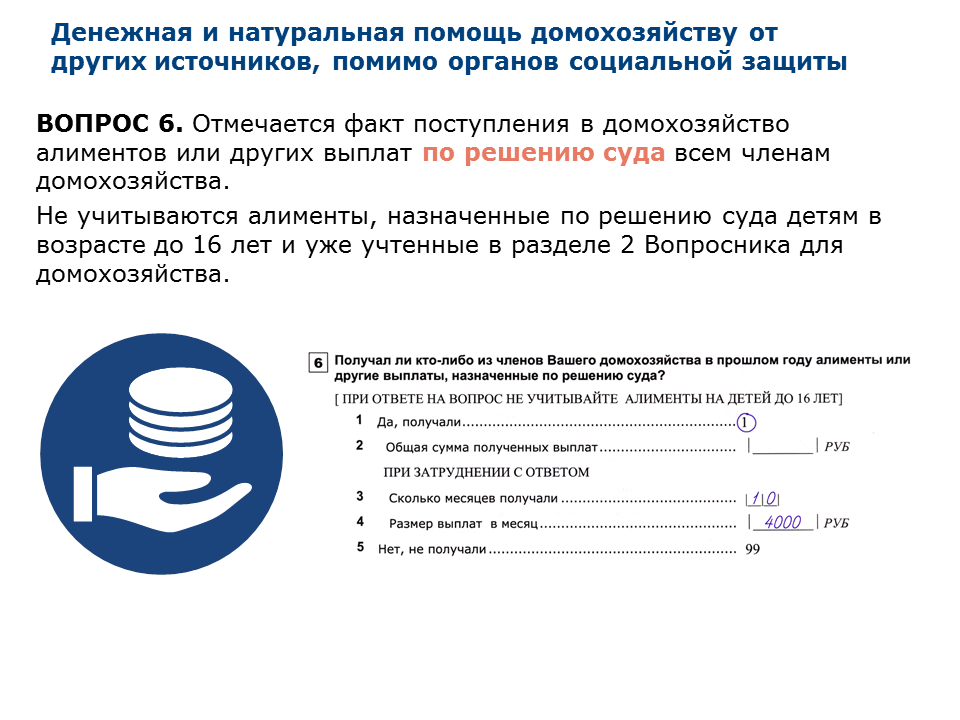 Денежная и натуральная помощь домохозяйству от
других источников, помимо органов социальной защиты
ВОПРОС 6. Отмечается факт поступления в домохозяйство
алиментов или других выплат по решению суда всем членам
домохозяйства.
Не учитываются алименты, назначенные по решению суда детям в
возрасте до 16 лет и уже учтенные в разделе 2 Вопросника для
домохозяйства.
6 Получал ли кто-либо из членов Вашего домохозяйства в прошлом году алименты или
другие выплаты, назначенные по решению суда?
[ ПРИ ОТВЕТЕ НА ВОПРОС НЕ УЧИТЫВАЙТЕ АЛИМЕНТЫ НА ДЕТЕЙ ДО 16 ЛЕТ]
1 Да, получали 1
2 Общая сумма полученных выплат |________| РУБ
ПРИ ЗАТРУДНЕНИИ С ОТВЕТОМ
3 Сколько месяцев получали |1|0|
4 Размер выплат в месяц | 4000 | РУБ
5 Нет, не получали 99